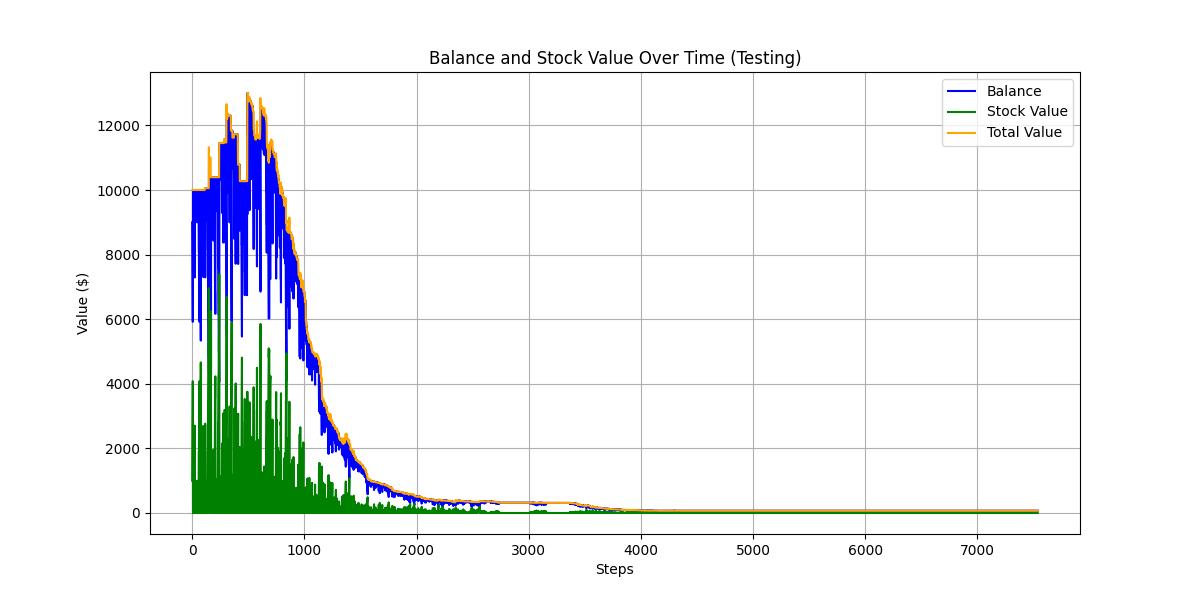 Balance and Stock Value Over Time (Testing)
Balance
Stock Value
Total Value
12000
10000
8000
6000
4000
2000
0
Value ($)
0 1000 2000 3000 4000 5000 6000 7000
Steps